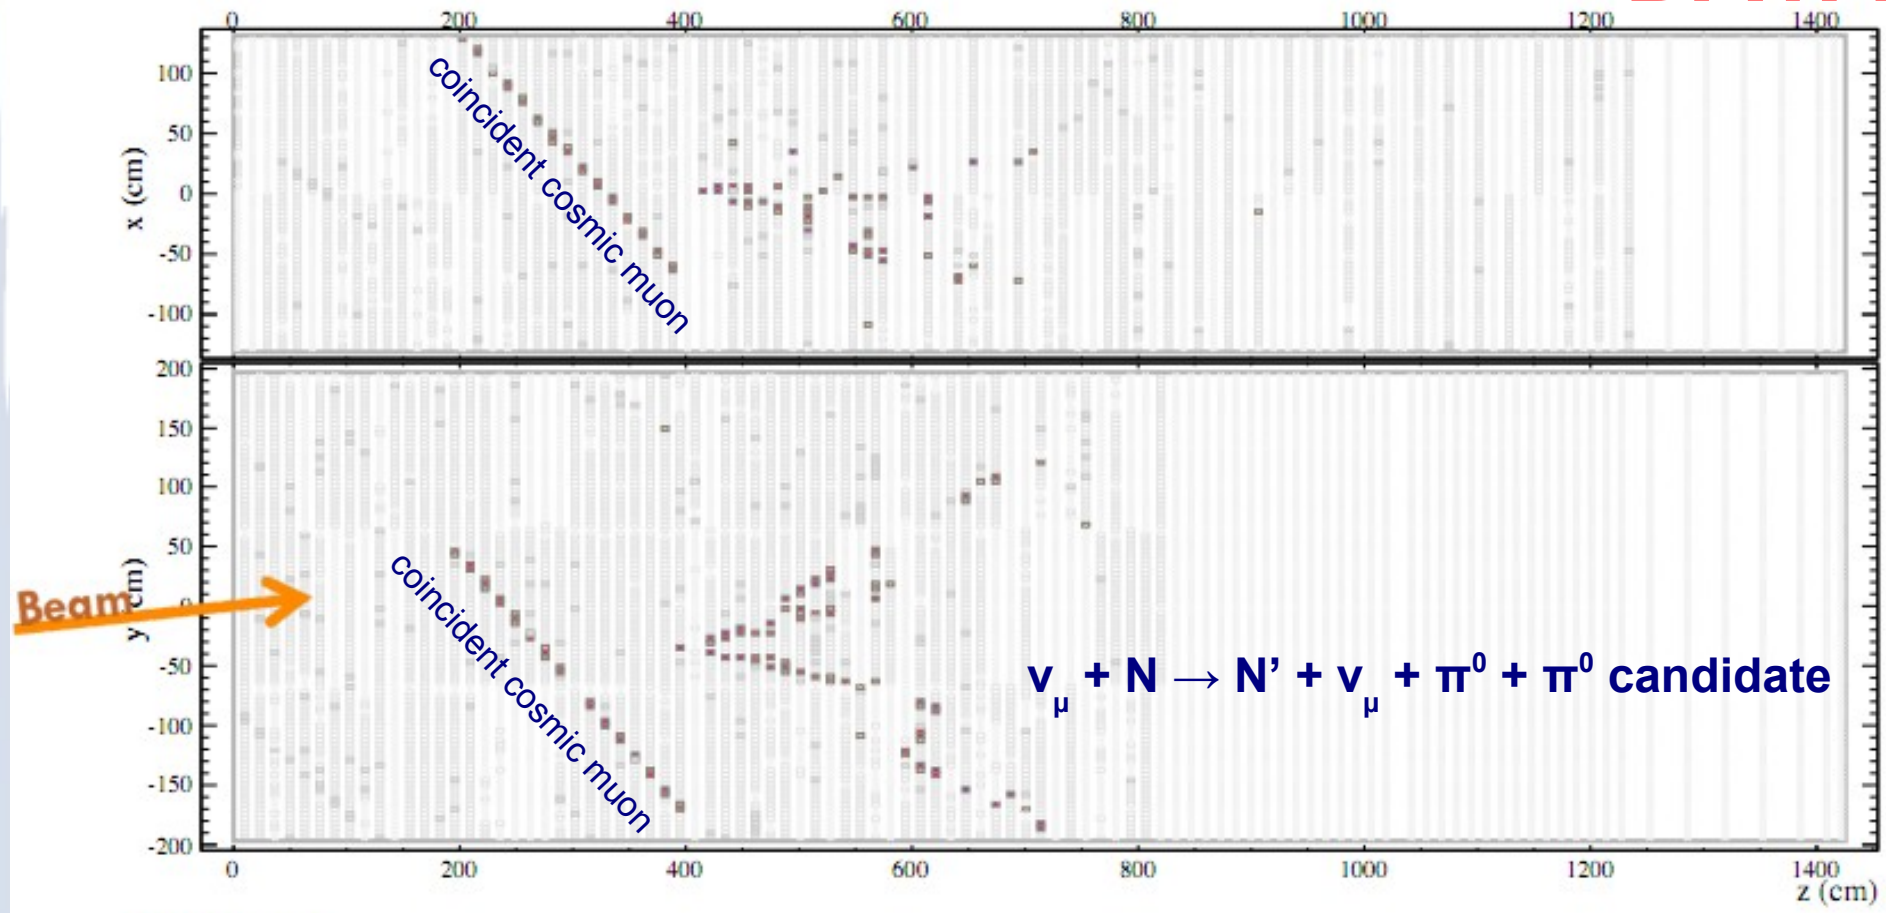 0 200 400 600 800 1000 1200 1400
100
50
0
-50
-100
x (cm)
coincident cosmic muon
200
150
100
50
0
-50
-100
-150
-200
y (cm)
Beam
coincident cosmic muon
νμ + N → N’ + νμ + π⁰ + π⁰ candidate
0 200 400 600 800 1000 1200 1400
z (cm)